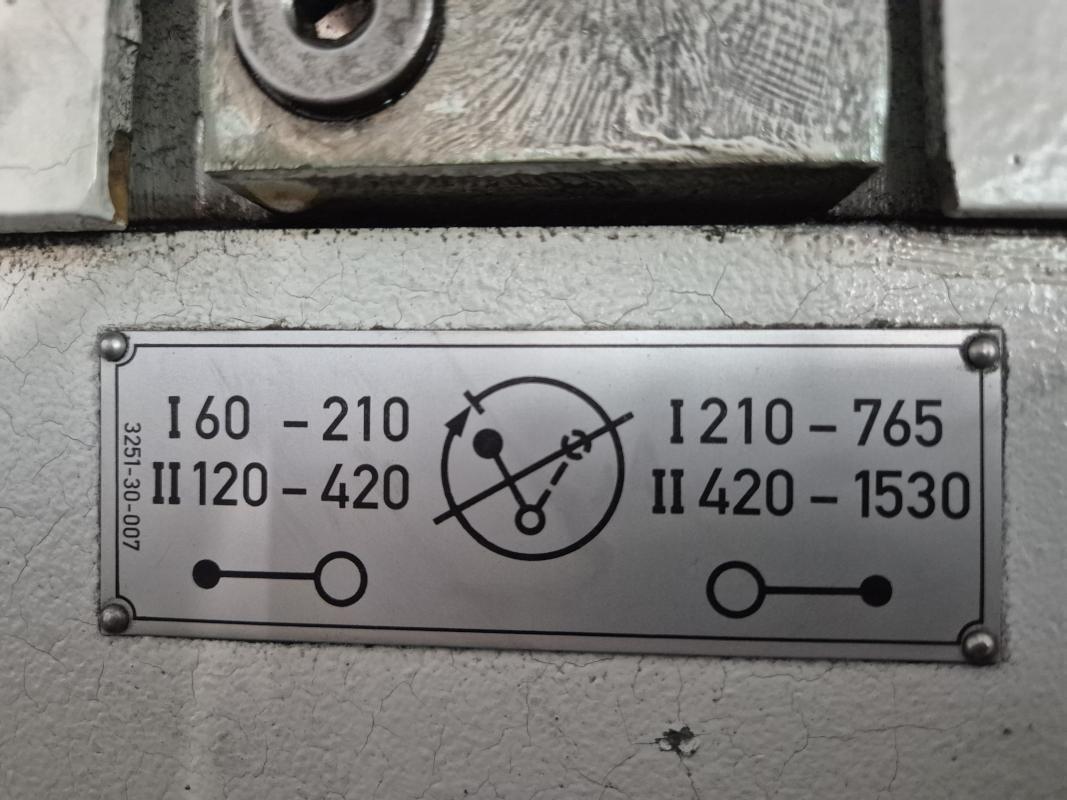 I 60 – 210
II 120 – 420
I 210 – 765
II 420 – 1530
3251-30-007